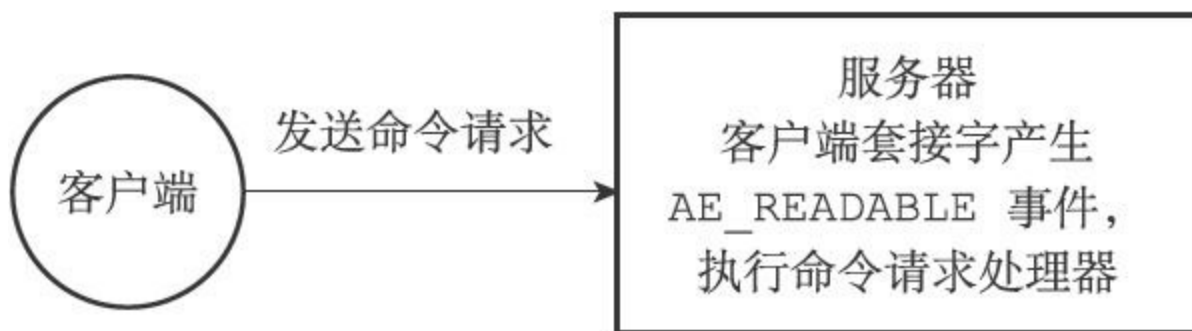 客户端
发送命令请求
服务器
客户端套接字产生
AE_READABLE 事件，
执行命令请求处理器